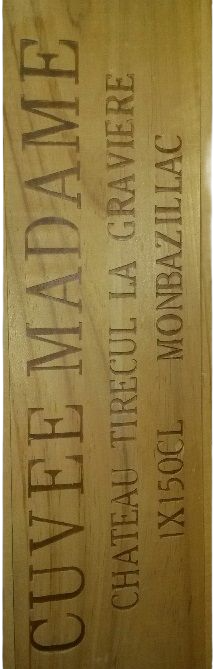 CUVEE MADAME
CHATEAU TIRECUL LA GRAVIERE
1X150CL MONBAZILLAC